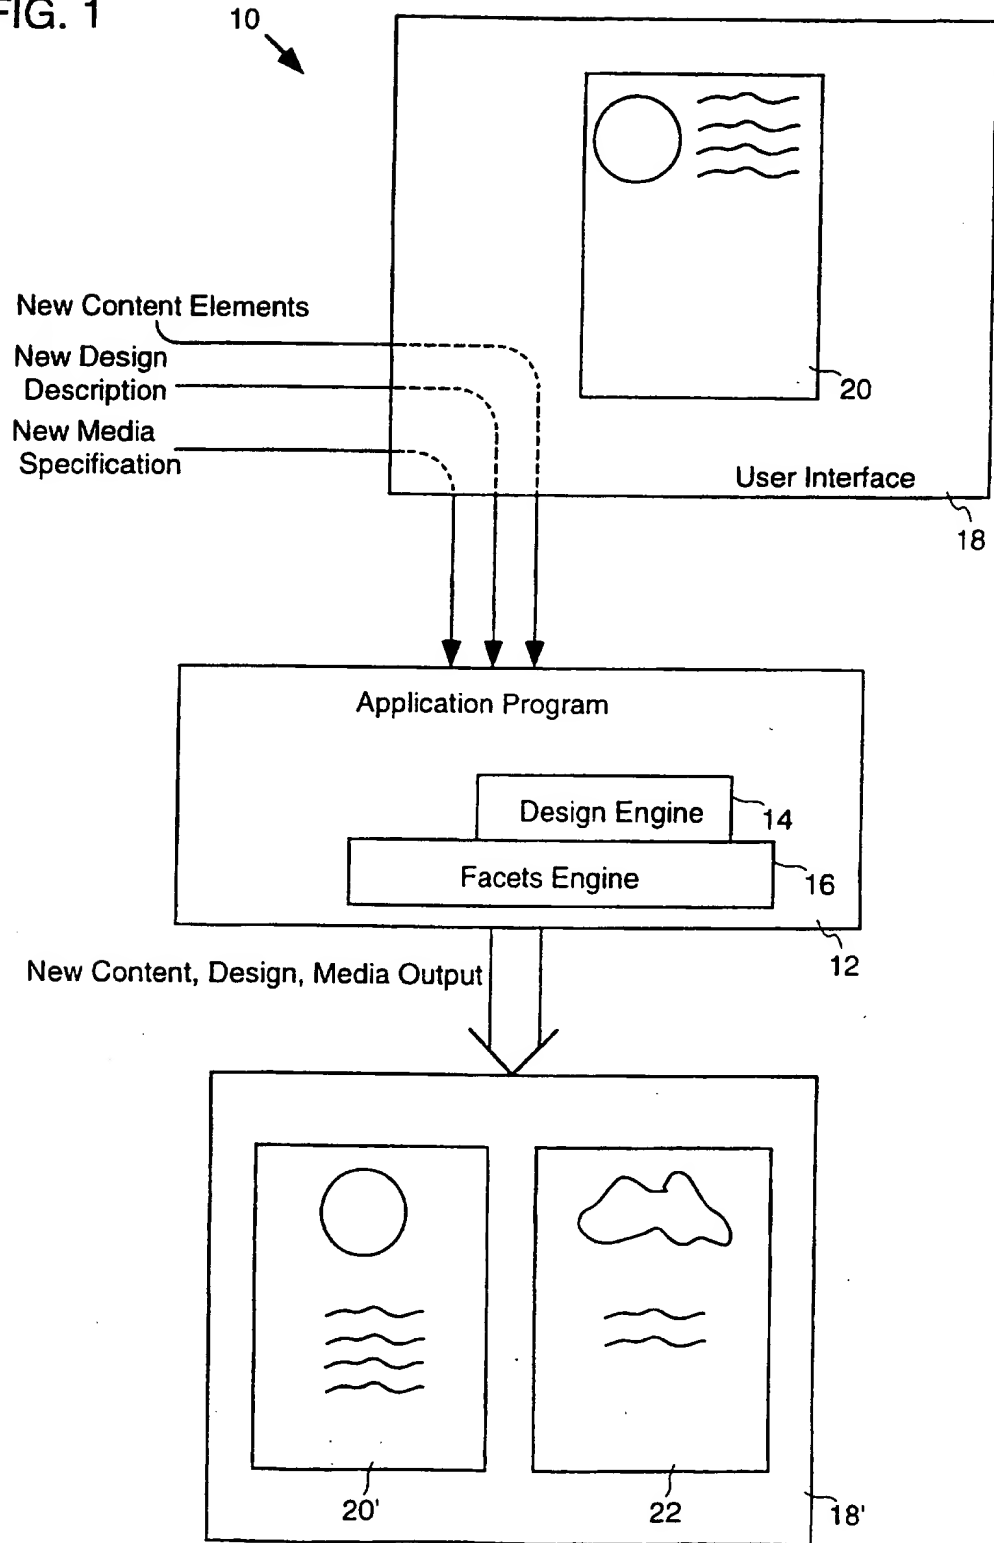 FIG. 1
10
20
New Content Elements
New Design
Description
New Media
Specification
User Interface
18
Application Program
Design Engine
14
Facets Engine
16
12
New Content, Design, Media Output
20'
22
18'